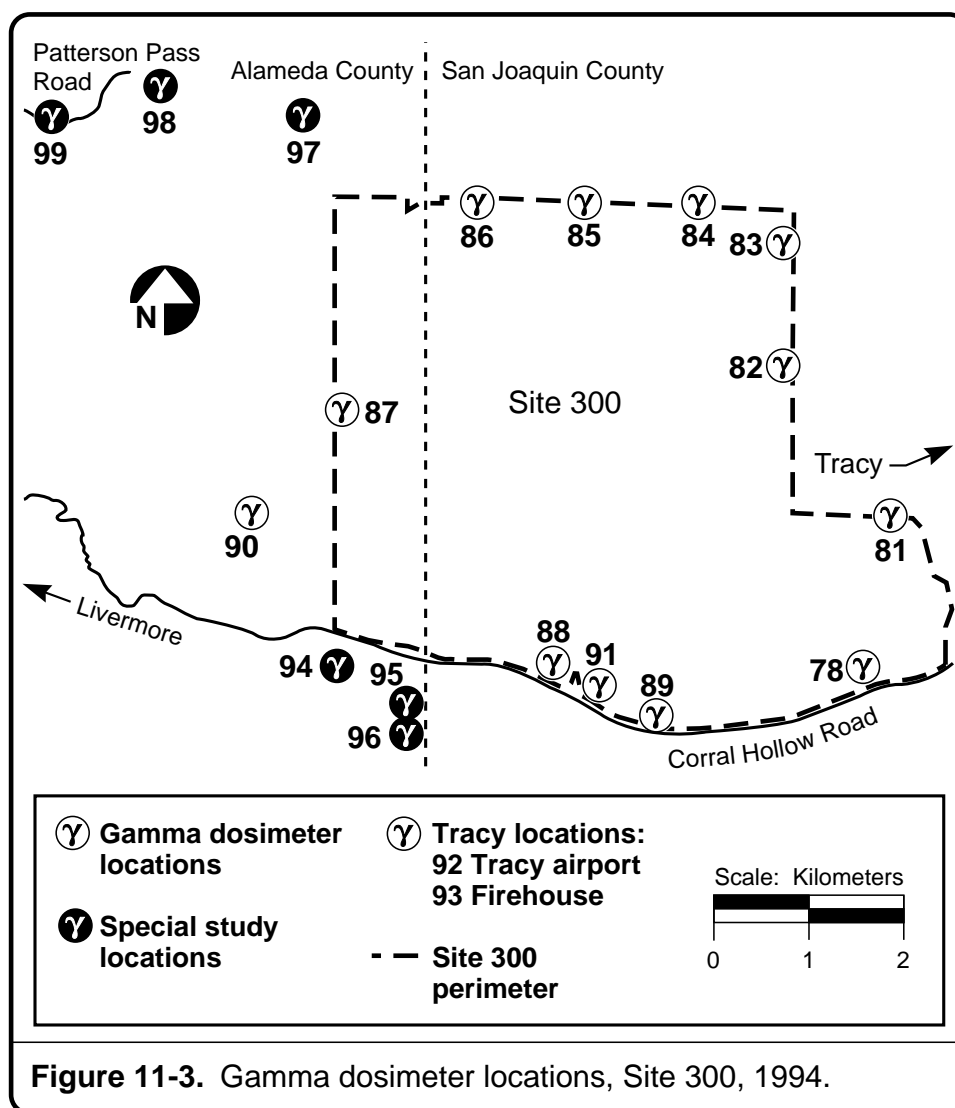 Patterson Pass
Road
Alameda County
San Joaquin County
γ
98
γ
99
γ
97
γ
86
γ
85
γ
84
83 γ
N
82 γ
γ 87
Site 300
Tracy
γ
90
γ
81
Livermore
88
γ
91
γ
94 γ
95
γ
96 γ
89
γ
78 γ
Corral Hollow Road
γ Gamma dosimeter
locations
γ Special study
locations
γ Tracy locations:
92 Tracy airport
93 Firehouse
Site 300
perimeter
Scale: Kilometers
0 1 2
Figure 11-3. Gamma dosimeter locations, Site 300, 1994.